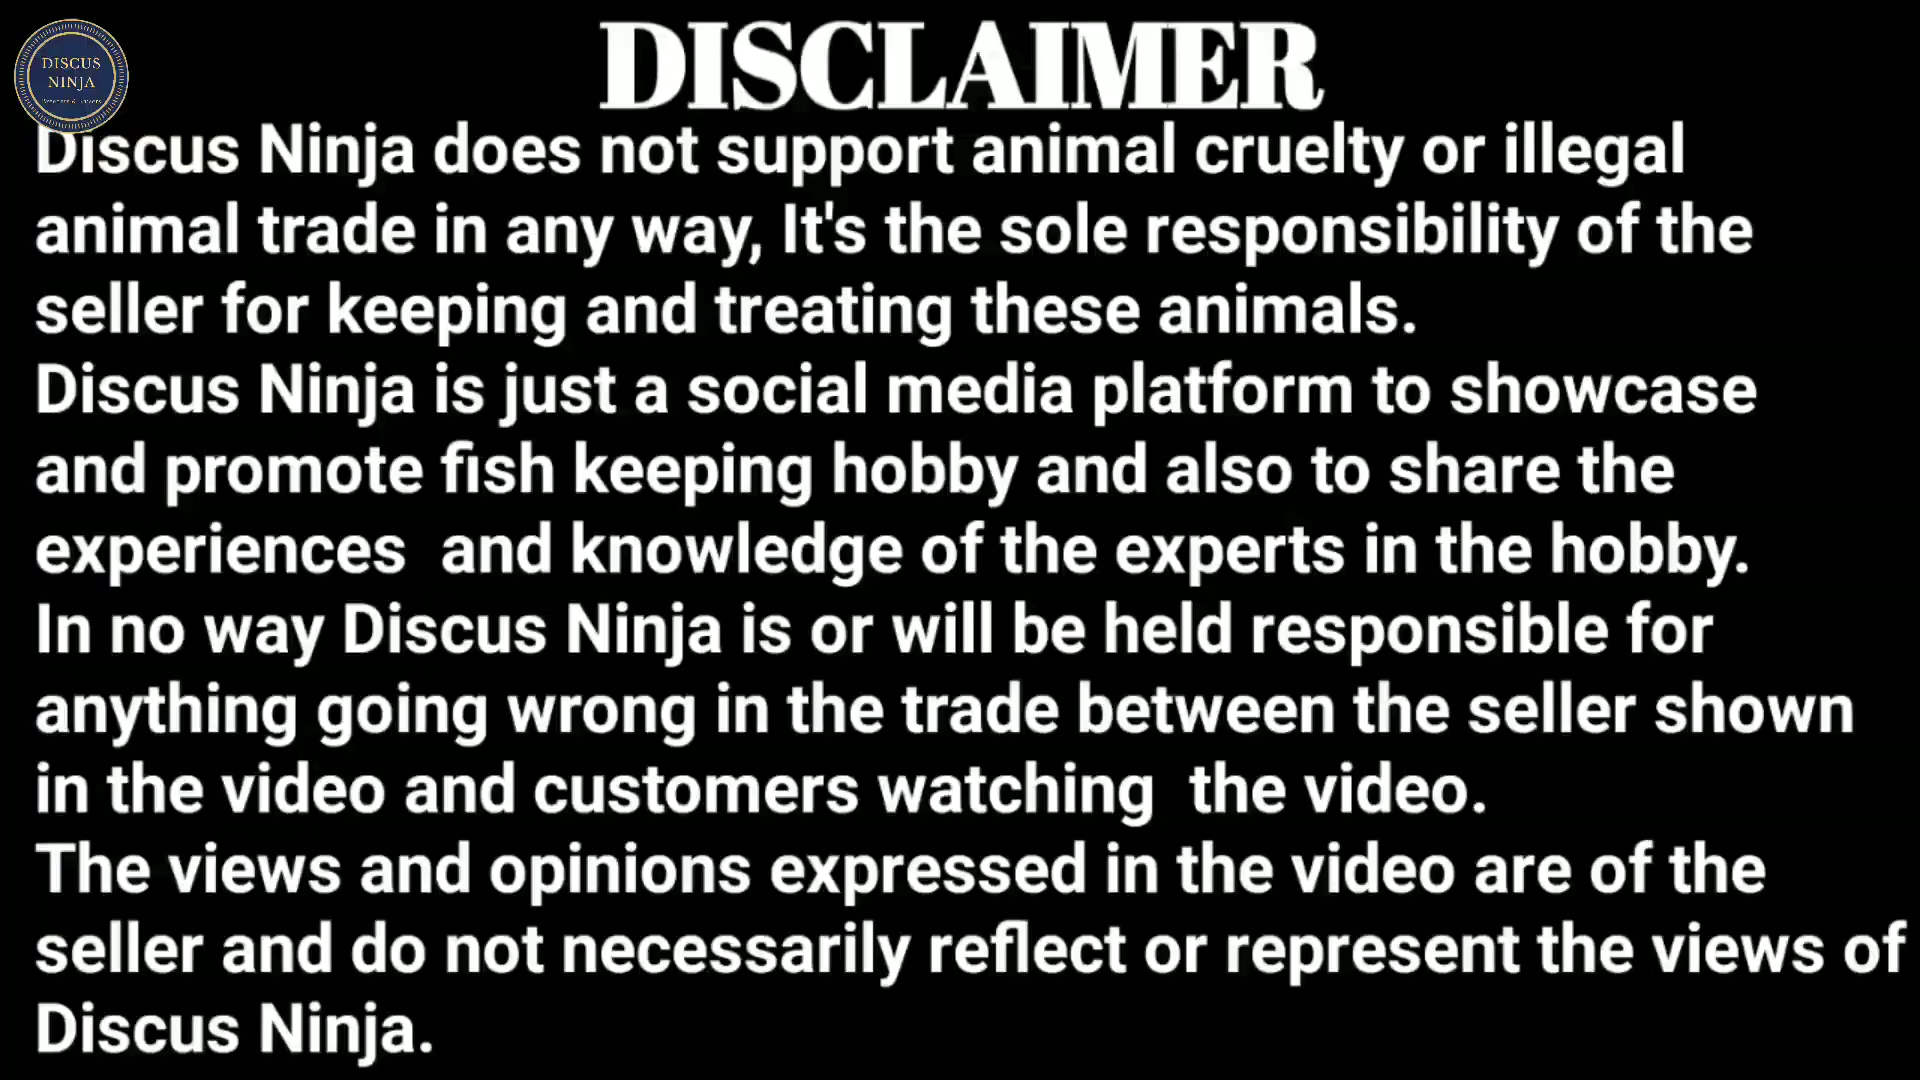 DISCUS
NINJA
DISCLAIMER
Discus Ninja does not support animal cruelty or illegal
animal trade in any way, It's the sole responsibility of the
seller for keeping and treating these animals.
Discus Ninja is just a social media platform to showcase
and promote fish keeping hobby and also to share the
experiences  and knowledge of the experts in the hobby.
In no way Discus Ninja is or will be held responsible for
anything going wrong in the trade between the seller shown
in the video and customers watching  the video.
The views and opinions expressed in the video are of the
seller and do not necessarily reflect or represent the views of
Discus Ninja.